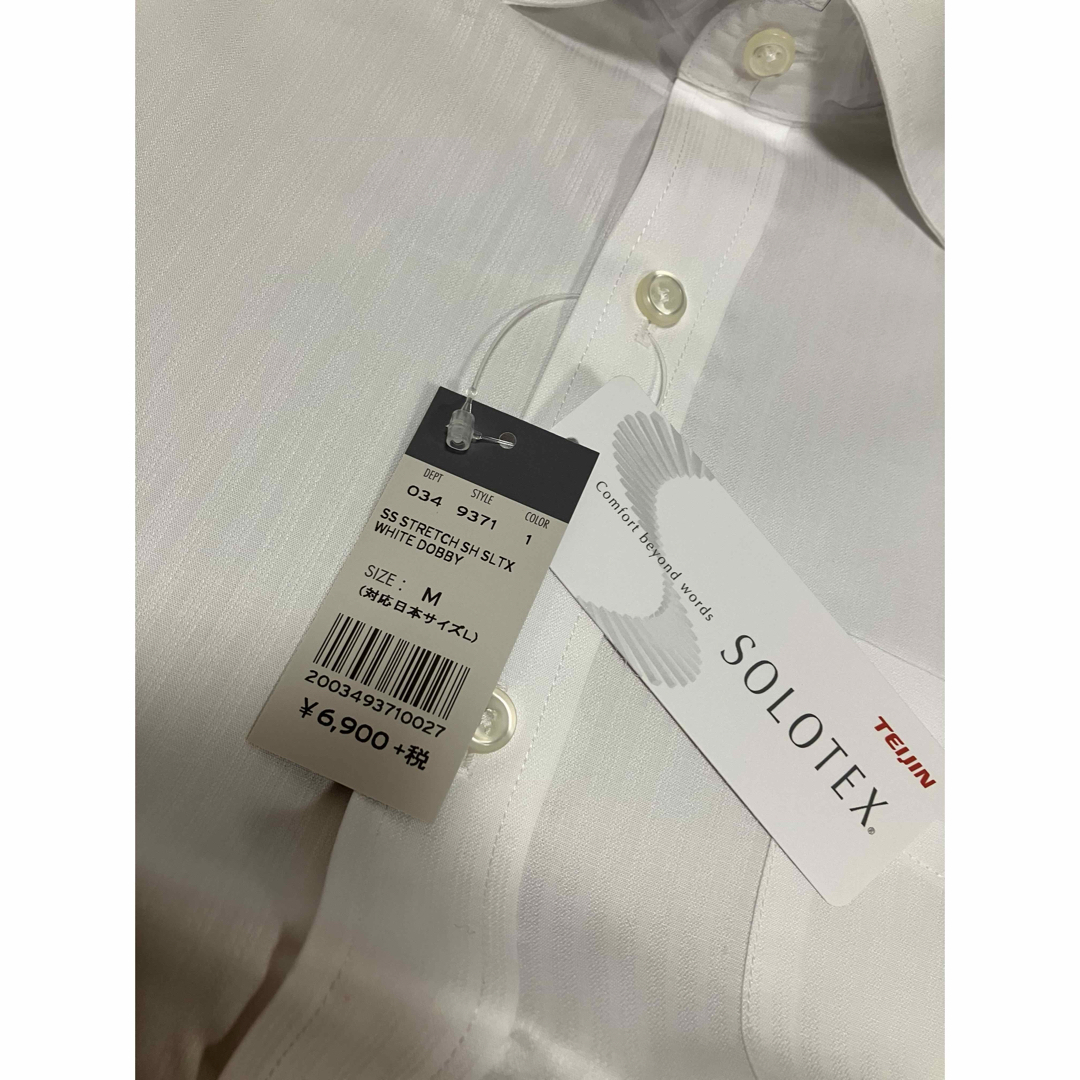 DEPT STYLE COLOR
034 9371 1
SS STRETCH SH SLTX
WHITE DOBBY
SIZE : M
(対応日本サイズL)
2003493710027
¥6,900+税
Comfort beyond words
SOLOTEX®
TEIJIN